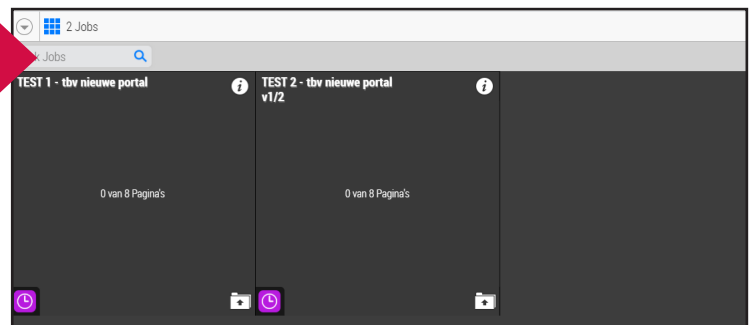 2 Jobs
k Jobs
TEST 1 - tbv nieuwe portal
TEST 2 - tbv nieuwe portal
v1/2
0 van 8 Pagina's
0 van 8 Pagina's